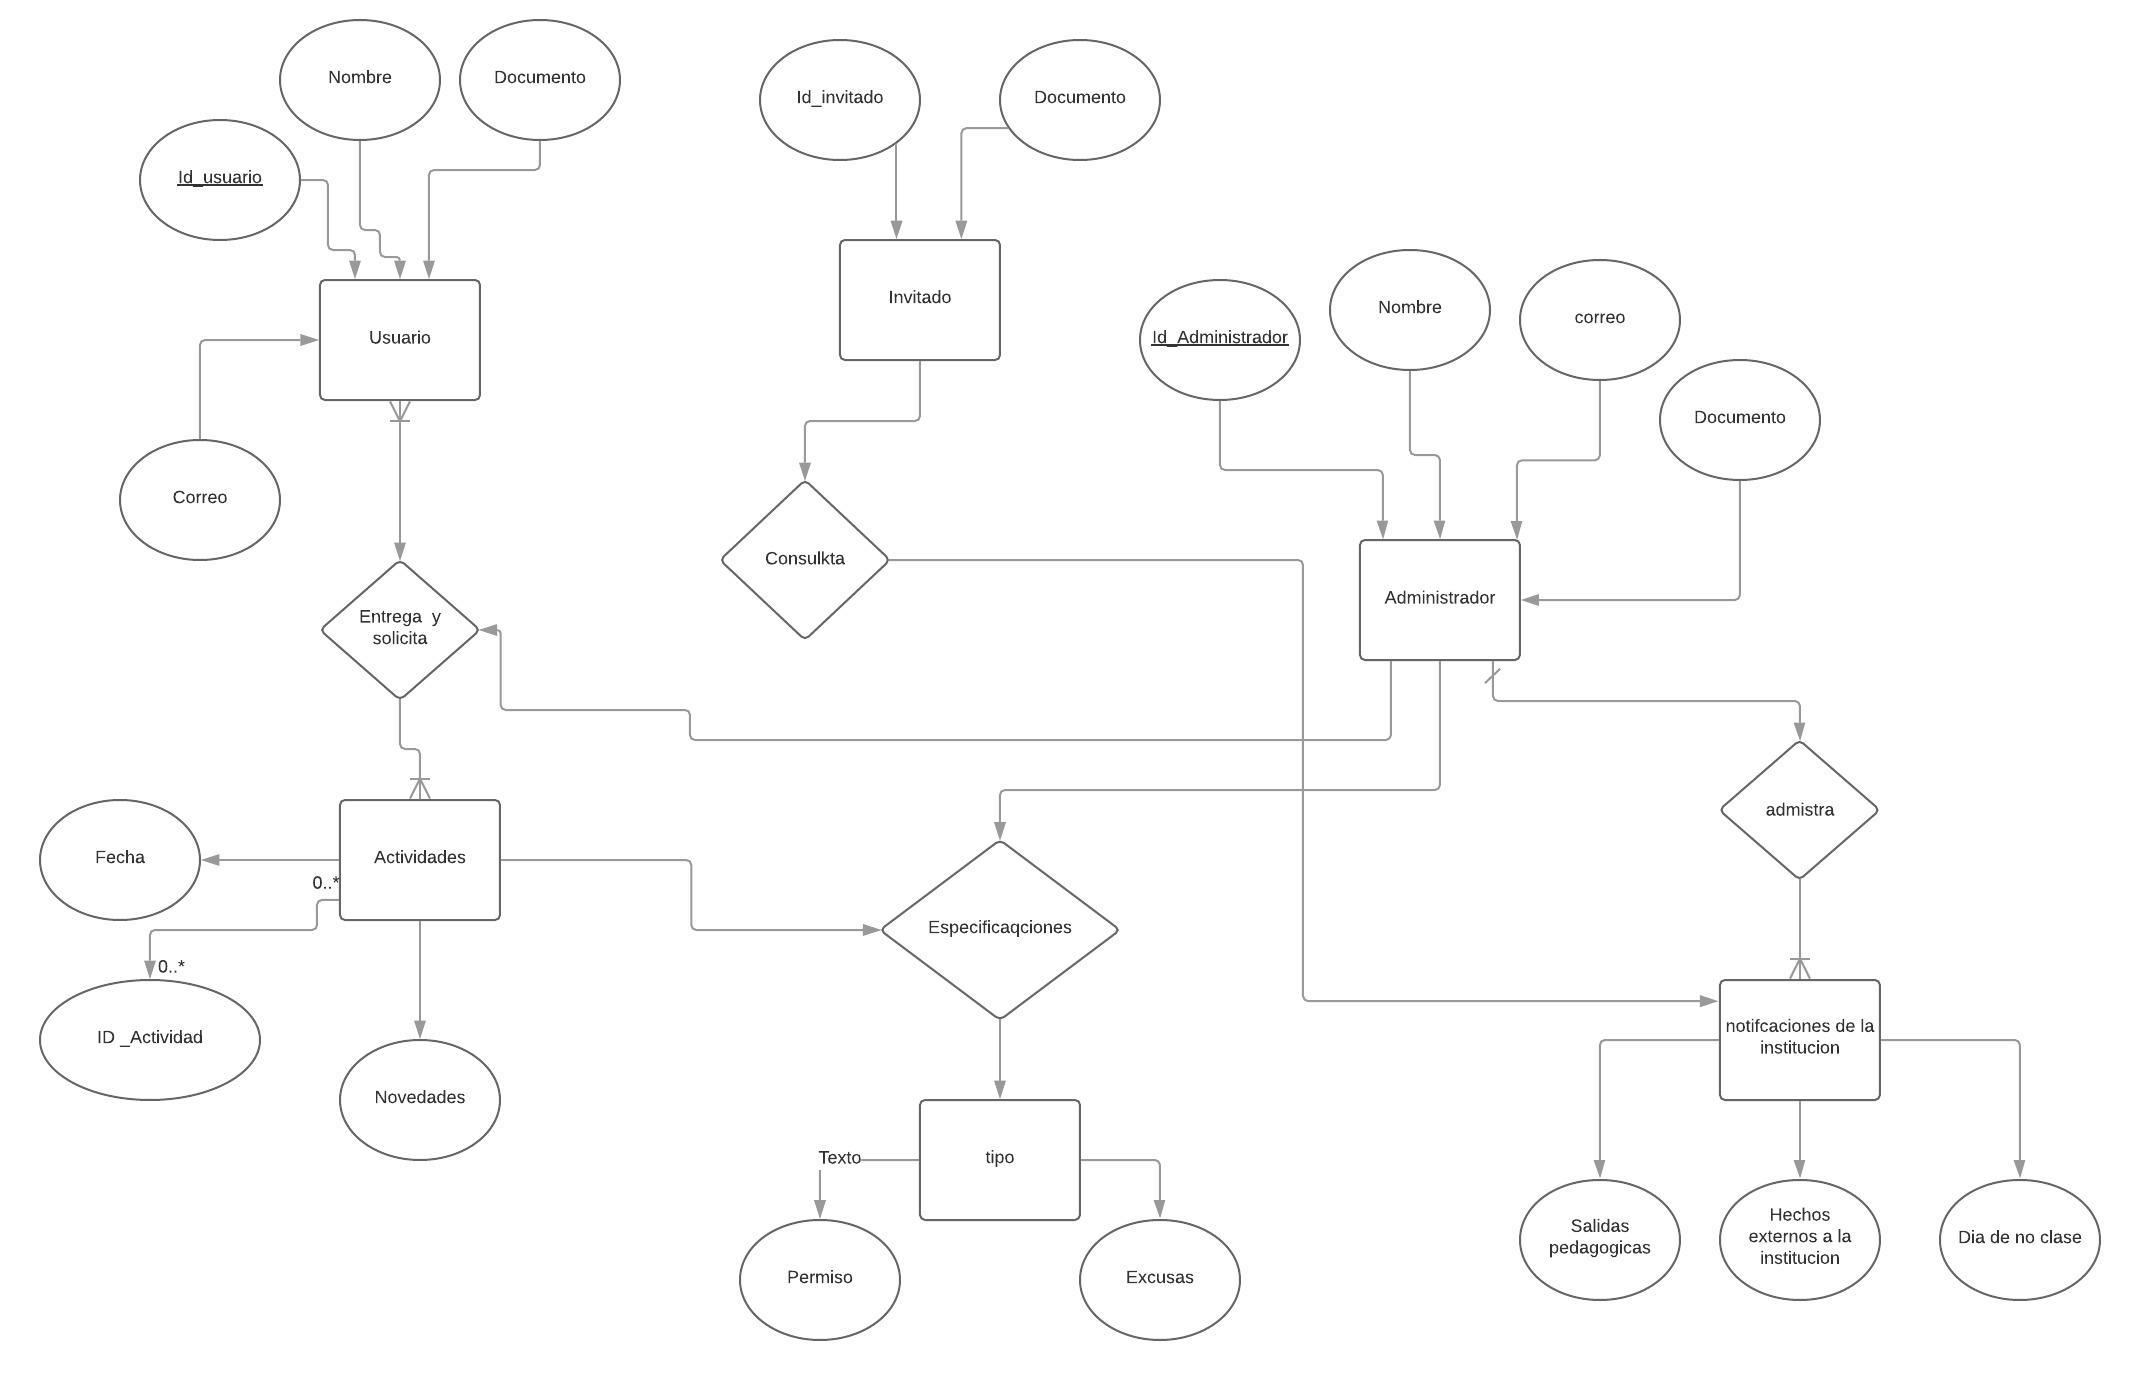 Nombre
Documento
Id_invitado
Documento
Id_usuario
Invitado
Nombre
correo
Usuario
Id_Administrador
Documento
Correo
Consulkta
Administrador
Entrega y
solicita
admistra
Fecha
Actividades
0..*
Especificaqciones
0..*
ID _Actividad
notifcaciones de la
institucion
Novedades
Texto
tipo
Permiso
Excusas
Salidas
pedagogicas
Hechos
externos a la
institucion
Dia de no clase